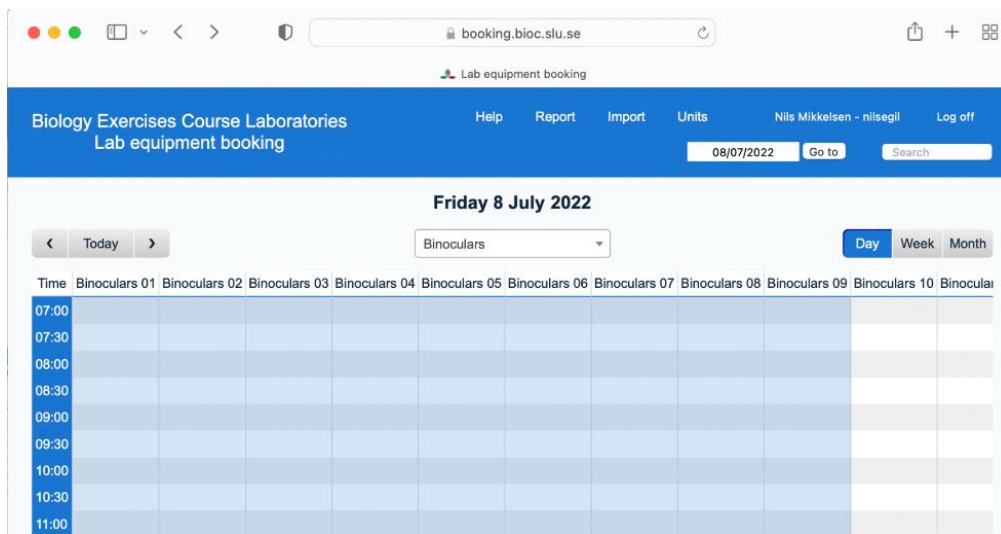 booking.bioc.slu.se
Lab equipment booking
Biology Exercises Course Laboratories
Lab equipment booking
Help Report Import Units Nils Mikkelsen - nilsegil Log off
08/07/2022 Go to Search
Friday 8 July 2022
Today Binoculars Day Week Month
Time Binoculars 01 Binoculars 02 Binoculars 03 Binoculars 04 Binoculars 05 Binoculars 06 Binoculars 07 Binoculars 08 Binoculars 09 Binoculars 10
07:00
07:30
08:00
08:30
09:00
09:30
10:00
10:30
11:00